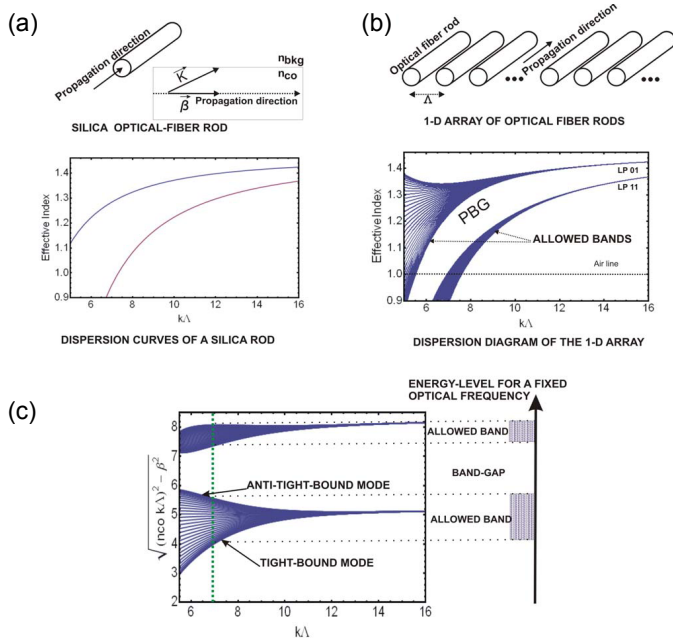 (a)
Propagation direction
K
β
Propagation direction
n bkg
n co
SILICA OPTICAL-FIBER ROD
Effective Index
1.4
1.3
1.2
1.1
1.0
0.9
6 8 10 12 14 16
kΛ
DISPERSION CURVES OF A SILICA ROD
(b)
Optical fiber rod
Propagation direction
Λ
1-D ARRAY OF OPTICAL FIBER RODS
Effective Index
1.4
1.3
1.2
1.1
1.0
0.9
LP 01
LP 11
PBG
ALLOWED BANDS
Air line
6 8 10 12 14 16
kΛ
DISPERSION DIAGRAM OF THE 1-D ARRAY
(c)
√(nco kΛ)² − β²
8
7
6
5
4
3
2
ANTI-TIGHT-BOUND MODE
TIGHT-BOUND MODE
6 8 10 12 14 16
kΛ
ENERGY-LEVEL FOR A FIXED
OPTICAL FREQUENCY
ALLOWED BAND
BAND-GAP
ALLOWED BAND